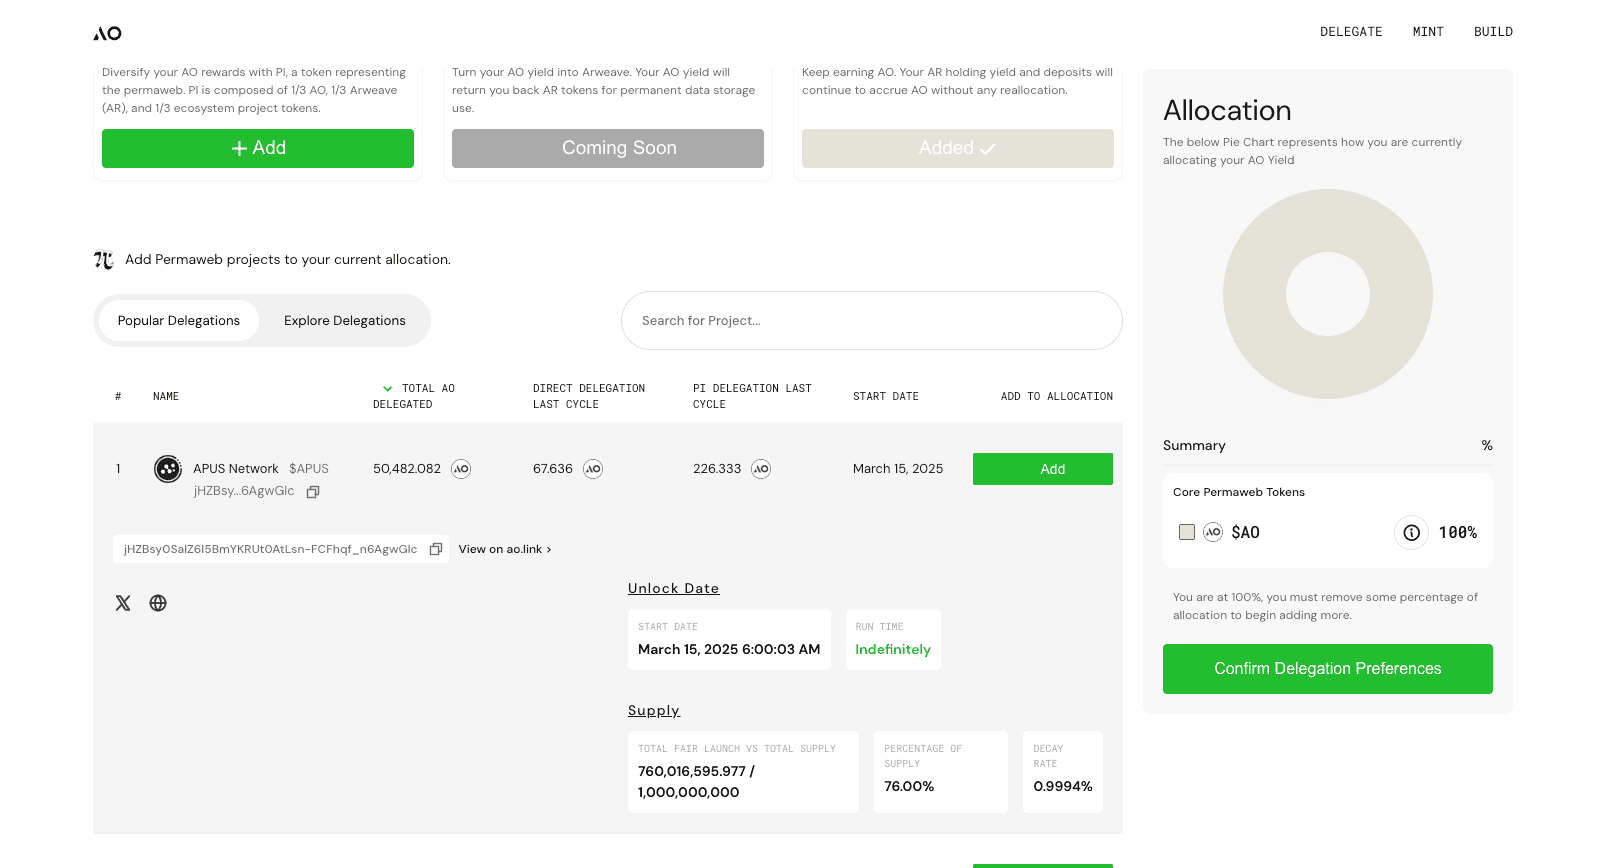 AO
DELEGATE
MINT
BUILD
Diversify your AO rewards with PI, a token representing
the permaweb. PI is composed of 1/3 AO, 1/3 Arweave
(AR), and 1/3 ecosystem project tokens.
Add
Turn your AO yield into Arweave. Your AO yield will
return you back AR tokens for permanent data storage
use.
Coming Soon
Keep earning AO. Your AR holding yield and deposits will
continue to accrue AO without any reallocation.
Added
Add Permaweb projects to your current allocation.
Popular Delegations
Explore Delegations
Search for Project...
#
NAME
TOTAL AO
DELEGATED
DIRECT DELEGATION
LAST CYCLE
PI DELEGATION LAST
CYCLE
START DATE
ADD TO ALLOCATION
1
APUS Network $APUS
jHZBsy...6AgwGlc
50,482.082
67.636
226.333
March 15, 2025
Add
jHZBsy0SalZ6I5BmYKRUt0AtLsn-FCFhqf_n6AgwGlc
View on ao.link >
Unlock Date
START DATE
March 15, 2025 6:00:03 AM
RUN TIME
Indefinitely
Supply
TOTAL FAIR LAUNCH VS TOTAL SUPPLY
760,016,595.977 /
1,000,000,000
PERCENTAGE OF
SUPPLY
76.00%
DECAY
RATE
0.9994%
Allocation
The below Pie Chart represents how you are currently
allocating your AO Yield
Summary
%
Core Permaweb Tokens
$AO
100%
You are at 100%, you must remove some percentage of
allocation to begin adding more.
Confirm Delegation Preferences